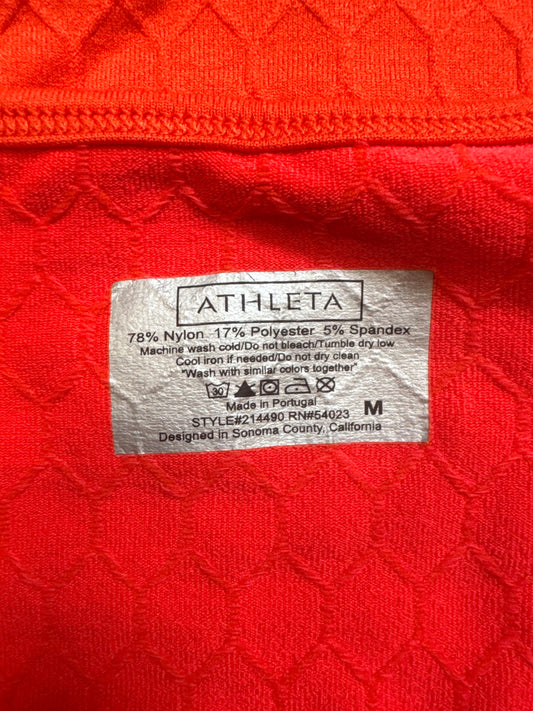 ATHLETA
78% Nylon 17% Polyester 5% Spandex
Machine wash cold/Do not bleach/Tumble dry low
Cool iron if needed/Do not dry clean
"Wash with similar colors together"
30
Made in Portugal
STYLE#214490 RN#54023 M
Designed in Sonoma County, California